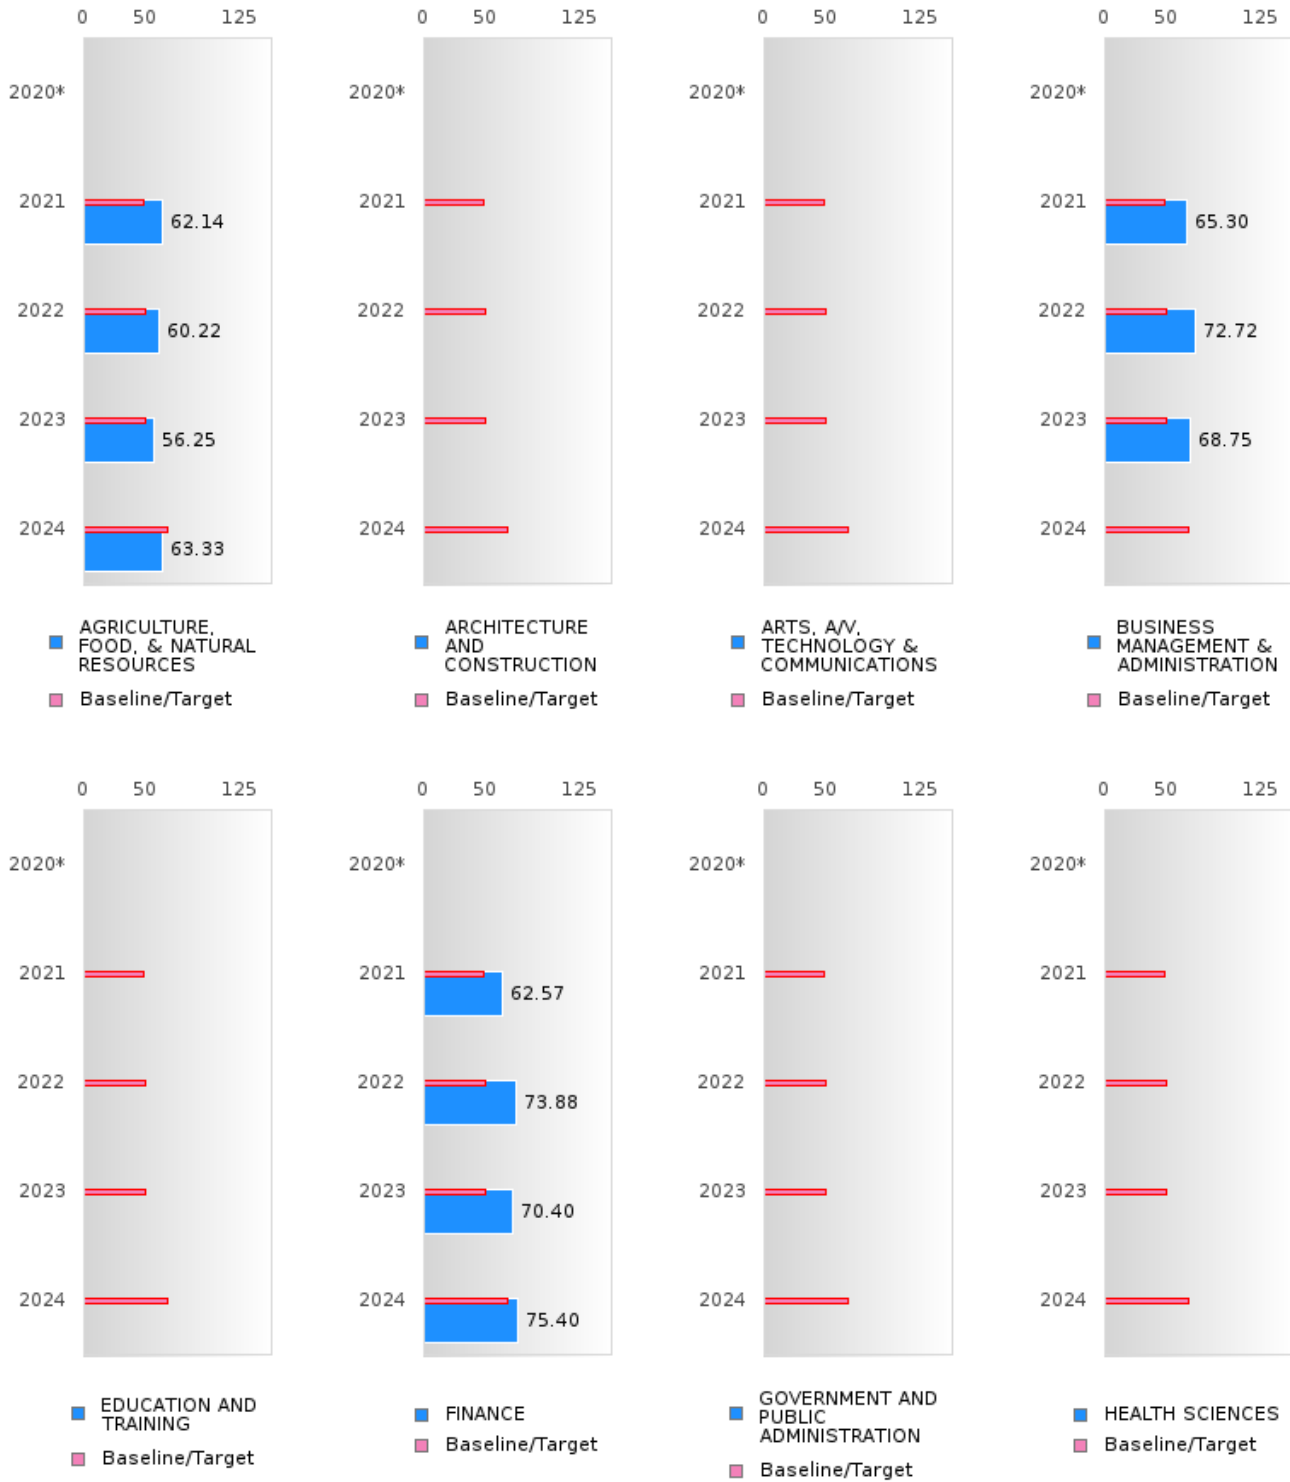 0 50 125
2020*
2021 62.14
2022 60.22
2023 56.25
2024 63.33
AGRICULTURE,
FOOD, & NATURAL
RESOURCES
Baseline/Target
0 50 125
2020*
2021
2022
2023
2024
ARCHITECTURE
AND
CONSTRUCTION
Baseline/Target
0 50 125
2020*
2021
2022
2023
2024
ARTS, A/V,
TECHNOLOGY &
COMMUNICATIONS
Baseline/Target
0 50 125
2020*
2021 65.30
2022 72.72
2023 68.75
2024
BUSINESS
MANAGEMENT &
ADMINISTRATION
Baseline/Target
0 50 125
2020*
2021
2022
2023
2024
EDUCATION AND
TRAINING
Baseline/Target
0 50 125
2020*
2021 62.57
2022 73.88
2023 70.40
2024 75.40
FINANCE
Baseline/Target
0 50 125
2020*
2021
2022
2023
2024
GOVERNMENT AND
PUBLIC
ADMINISTRATION
Baseline/Target
0 50 125
2020*
2021
2022
2023
2024
HEALTH SCIENCES
Baseline/Target